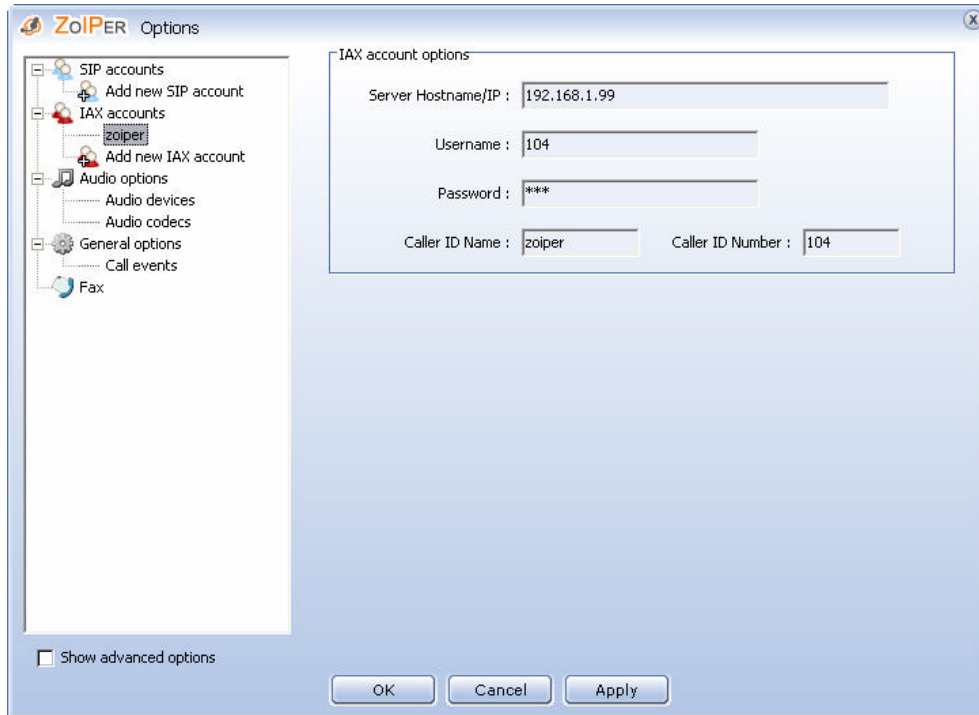 ZOIPER Options
SIP accounts
Add new SIP account
IAX accounts
zoiper
Add new IAX account
Audio options
Audio devices
Audio codecs
General options
Call events
Fax
Show advanced options
IAX account options
Server Hostname/IP : 192.168.1.99
Username : 104
Password : ***
Caller ID Name : zoiper Caller ID Number : 104
OK Cancel Apply